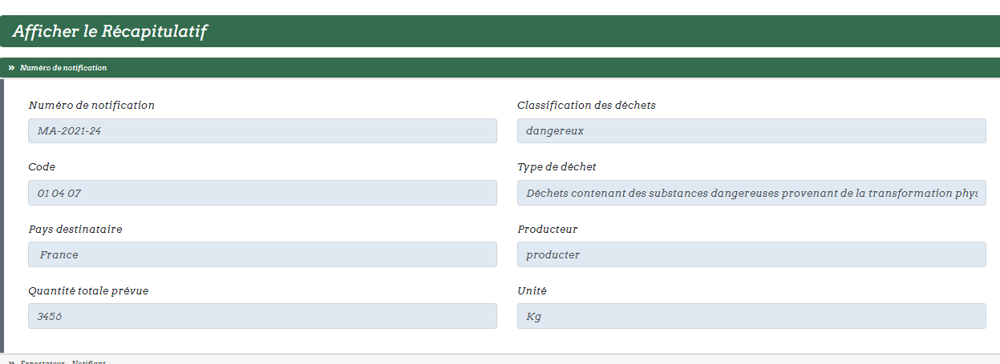 Afficher le Récapitulatif
» Numéro de notification
Numéro de notification
Classification des déchets
MA-2021-24
dangereux
Code
Type de déchet
01 04 07
Déchets contenant des substances dangereuses provenant de la transformation phys
Pays destinataire
Producteur
France
producter
Quantité totale prévue
Unité
3456
Kg
» Exportateur - Notifiant